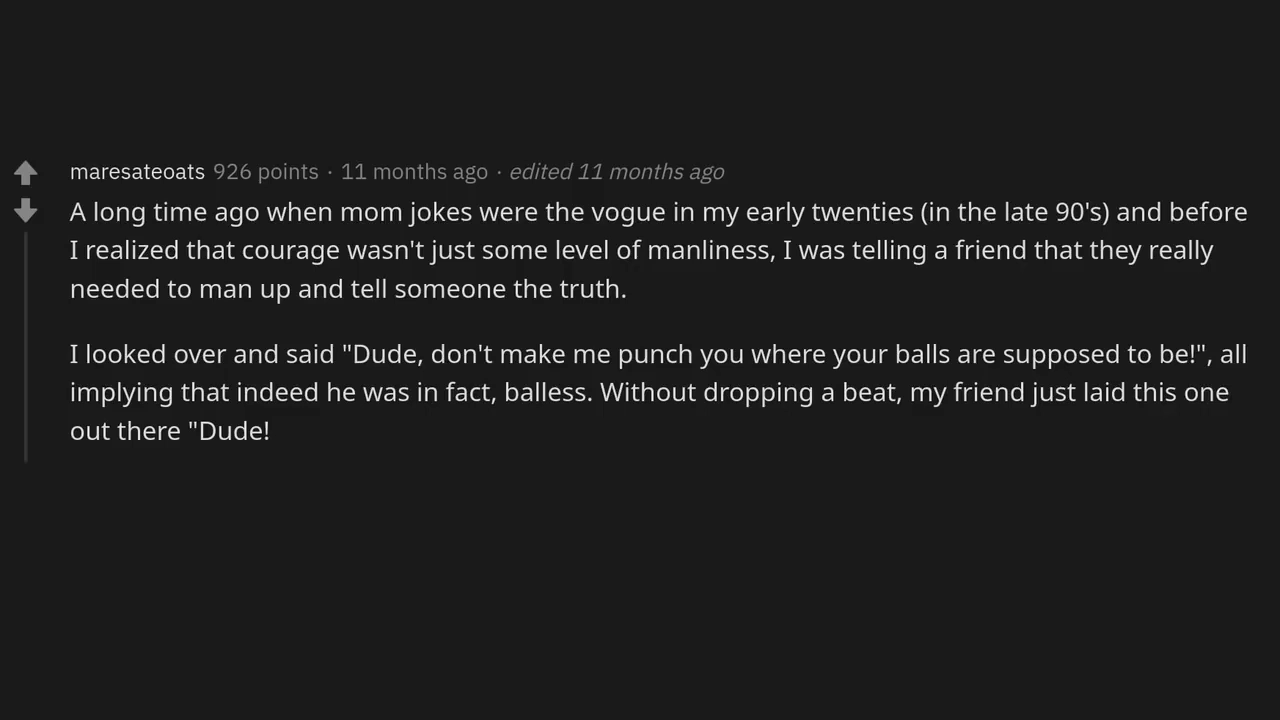 maresateoats 926 points · 11 months ago · edited 11 months ago
A long time ago when mom jokes were the vogue in my early twenties (in the late 90's) and before
I realized that courage wasn't just some level of manliness, I was telling a friend that they really
needed to man up and tell someone the truth.
I looked over and said "Dude, don't make me punch you where your balls are supposed to be!", all
implying that indeed he was in fact, balless. Without dropping a beat, my friend just laid this one
out there "Dude!